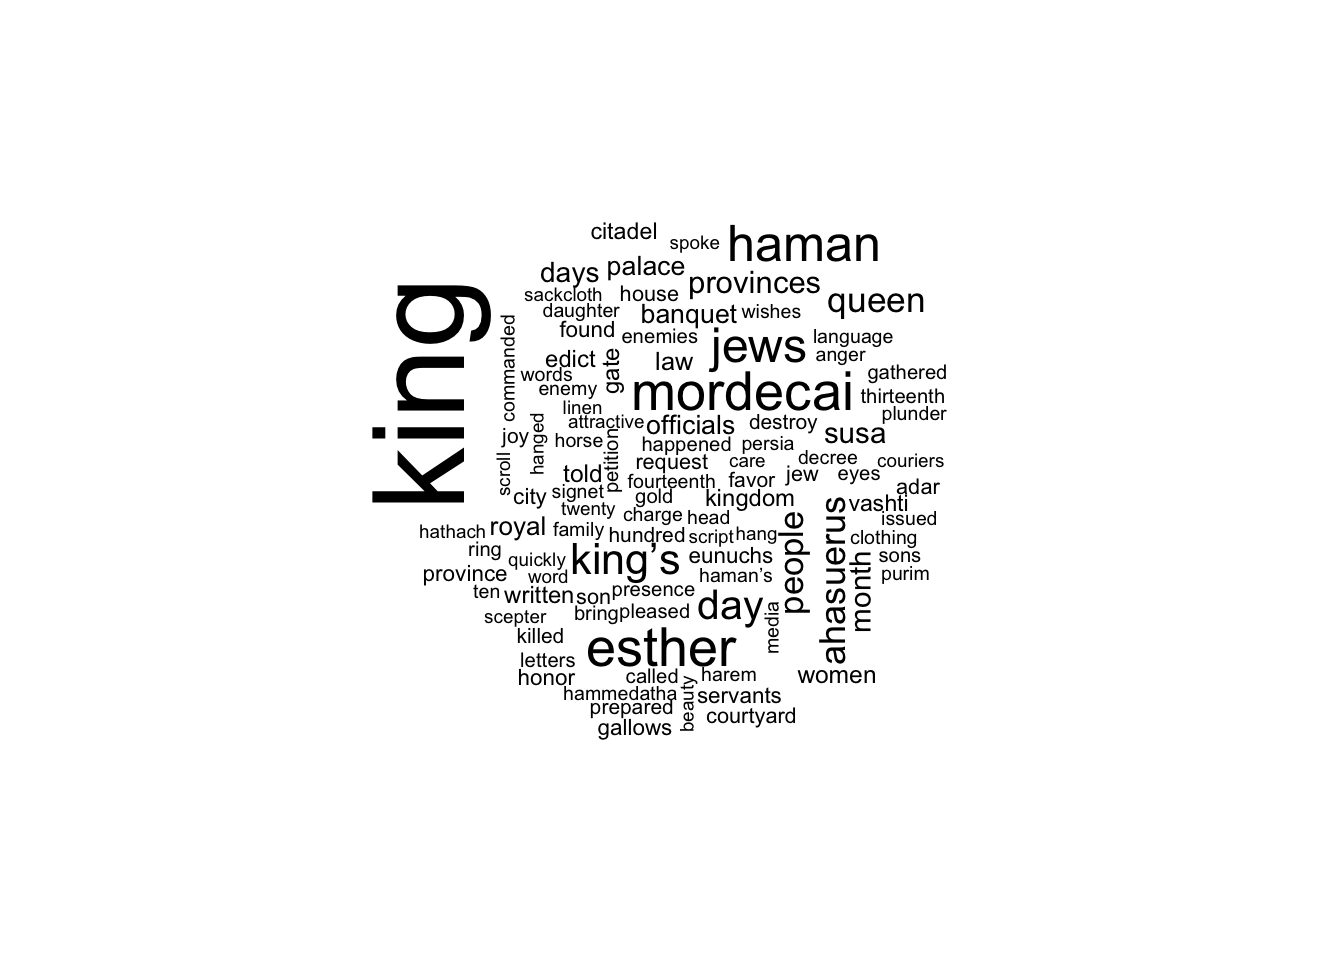 king
citadel
spoke
haman
days
palace
provinces
sackcloth
house
queen
daughter
banquet
wishes
found
enemies
jews
language
commanded
edict
gate
law
anger
words
gathered
enemy
mordecai
thirteenth
linen
plunder
attractive
officials
destroy
susa
joy
hanged
horse
happened
persia
petition
request
care
decree
couriers
scroll
told
fourteenth
favor
jew
eyes
adar
city
signet
gold
kingdom
vashti
twenty
charge
head
issued
hathach
royal
family
hundred
script
hang
people
ahasuerus
clothing
ring
quickly
king's
eunuchs
month
sons
province
word
haman's
purim
ten
written
son
presence
day
scepter
bring
pleased
media
killed
esther
letters
honor
called
harem
women
hammedatha
beauty
servants
prepared
courtyard
gallows